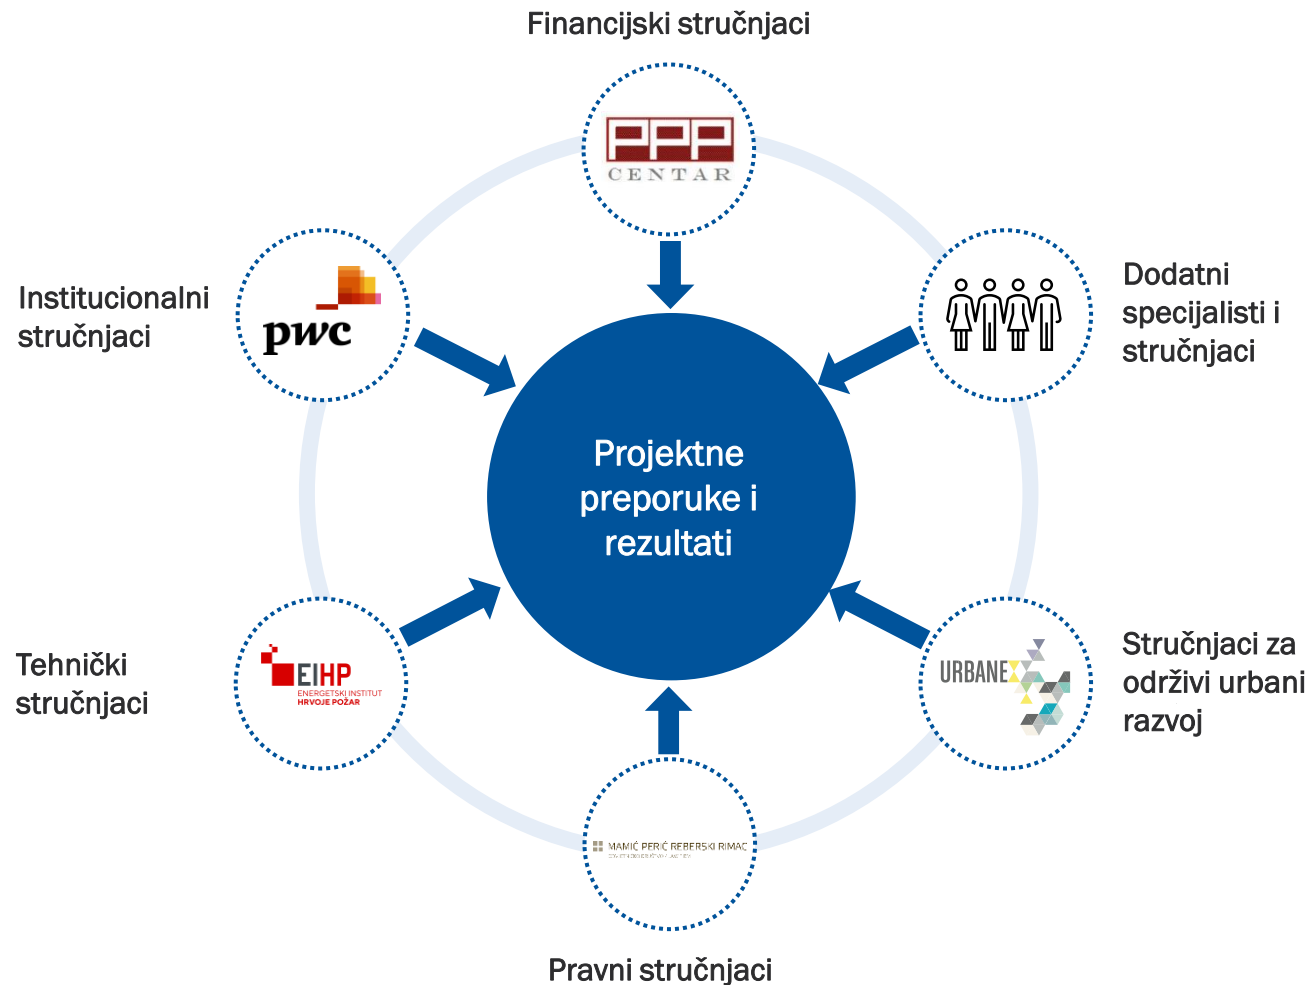 Financijski stručnjaci
PPP
CENTAR
Institucionalni
stručnjaci
pwc
Dodatni
specijalisti i
stručnjaci
Projektne
preporuke i
rezultati
Tehnički
stručnjaci
EIHP
ENERGETSKI INSTITUT
HRVOJE POŽAR
URBANEX
Stručnjaci za
održivi urbani
razvoj
MAMIĆ PERIĆ REBERSKI RIMAC
Pravni stručnjaci